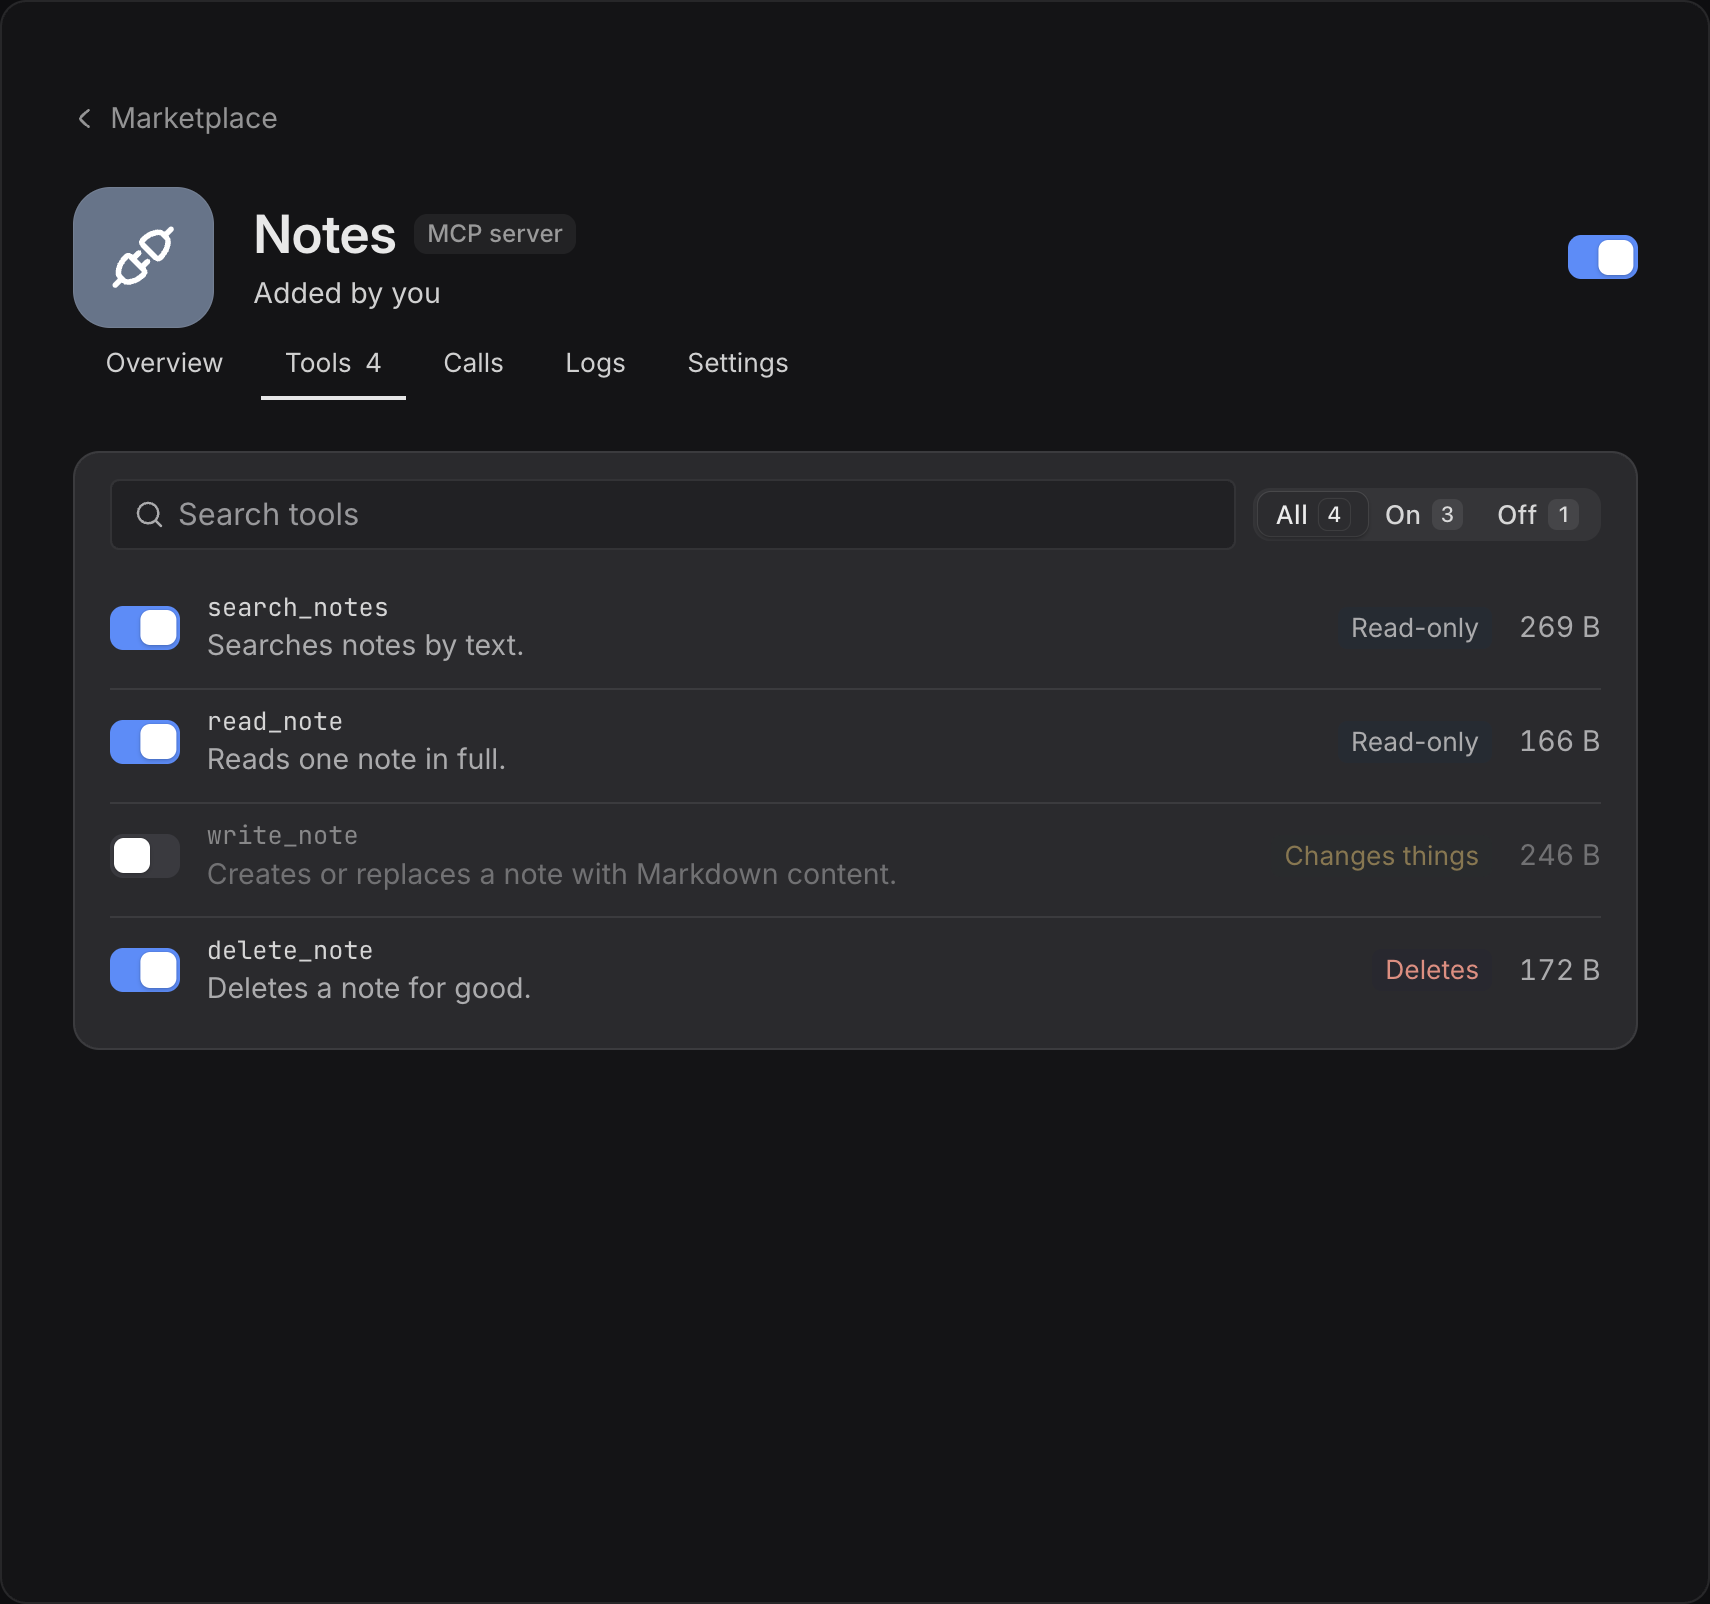 Marketplace
Notes MCP server
Added by you
Overview Tools 4 Calls Logs Settings
Search tools All 4 On 3 Off 1
search_notes
Searches notes by text.
Read-only 269 B
read_note
Reads one note in full.
Read-only 166 B
write_note
Creates or replaces a note with Markdown content.
Changes things 246 B
delete_note
Deletes a note for good.
Deletes 172 B